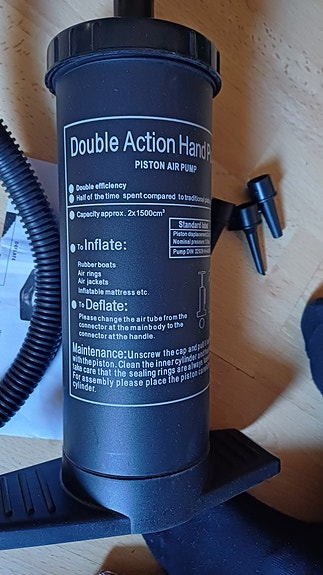 Double Action Hand
PISTON AIR PUMP
Double efficiency
Half of the time spent compared to traditional
Capacity approx. 2x1500cm³
Standard label
Piston displacement
Nominal pressure
Pump DIN
To Inflate:
Rubber boats
Air rings
Air jackets
Inflatable mattress etc.
To Deflate:
Please change the air tube from the
connector at the mainbody to the
connector at the handle.
Maintenance: Unscrew the cap and pull
with the piston. Clean the inner cylinder and
take care that the sealing rings are always
For assembly please place the piston
cylinder.